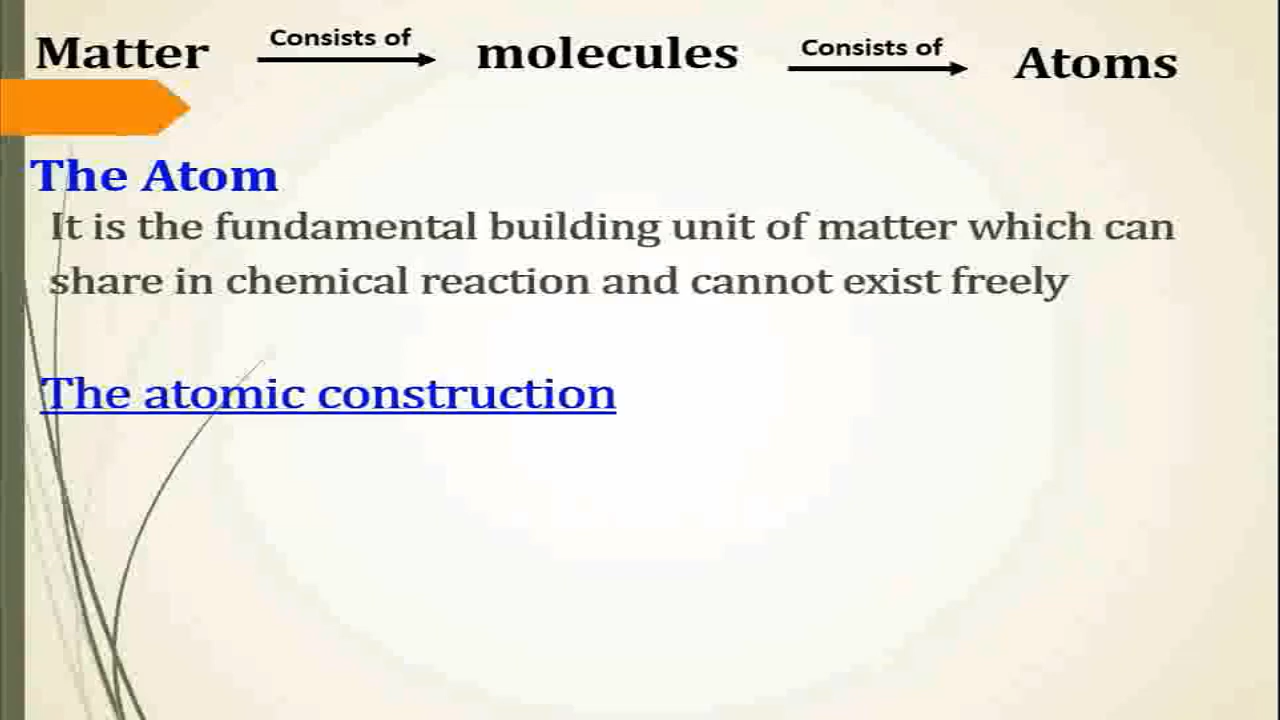 Matter Consists of molecules Consists of Atoms
The Atom
It is the fundamental building unit of matter which can
share in chemical reaction and cannot exist freely
The atomic construction